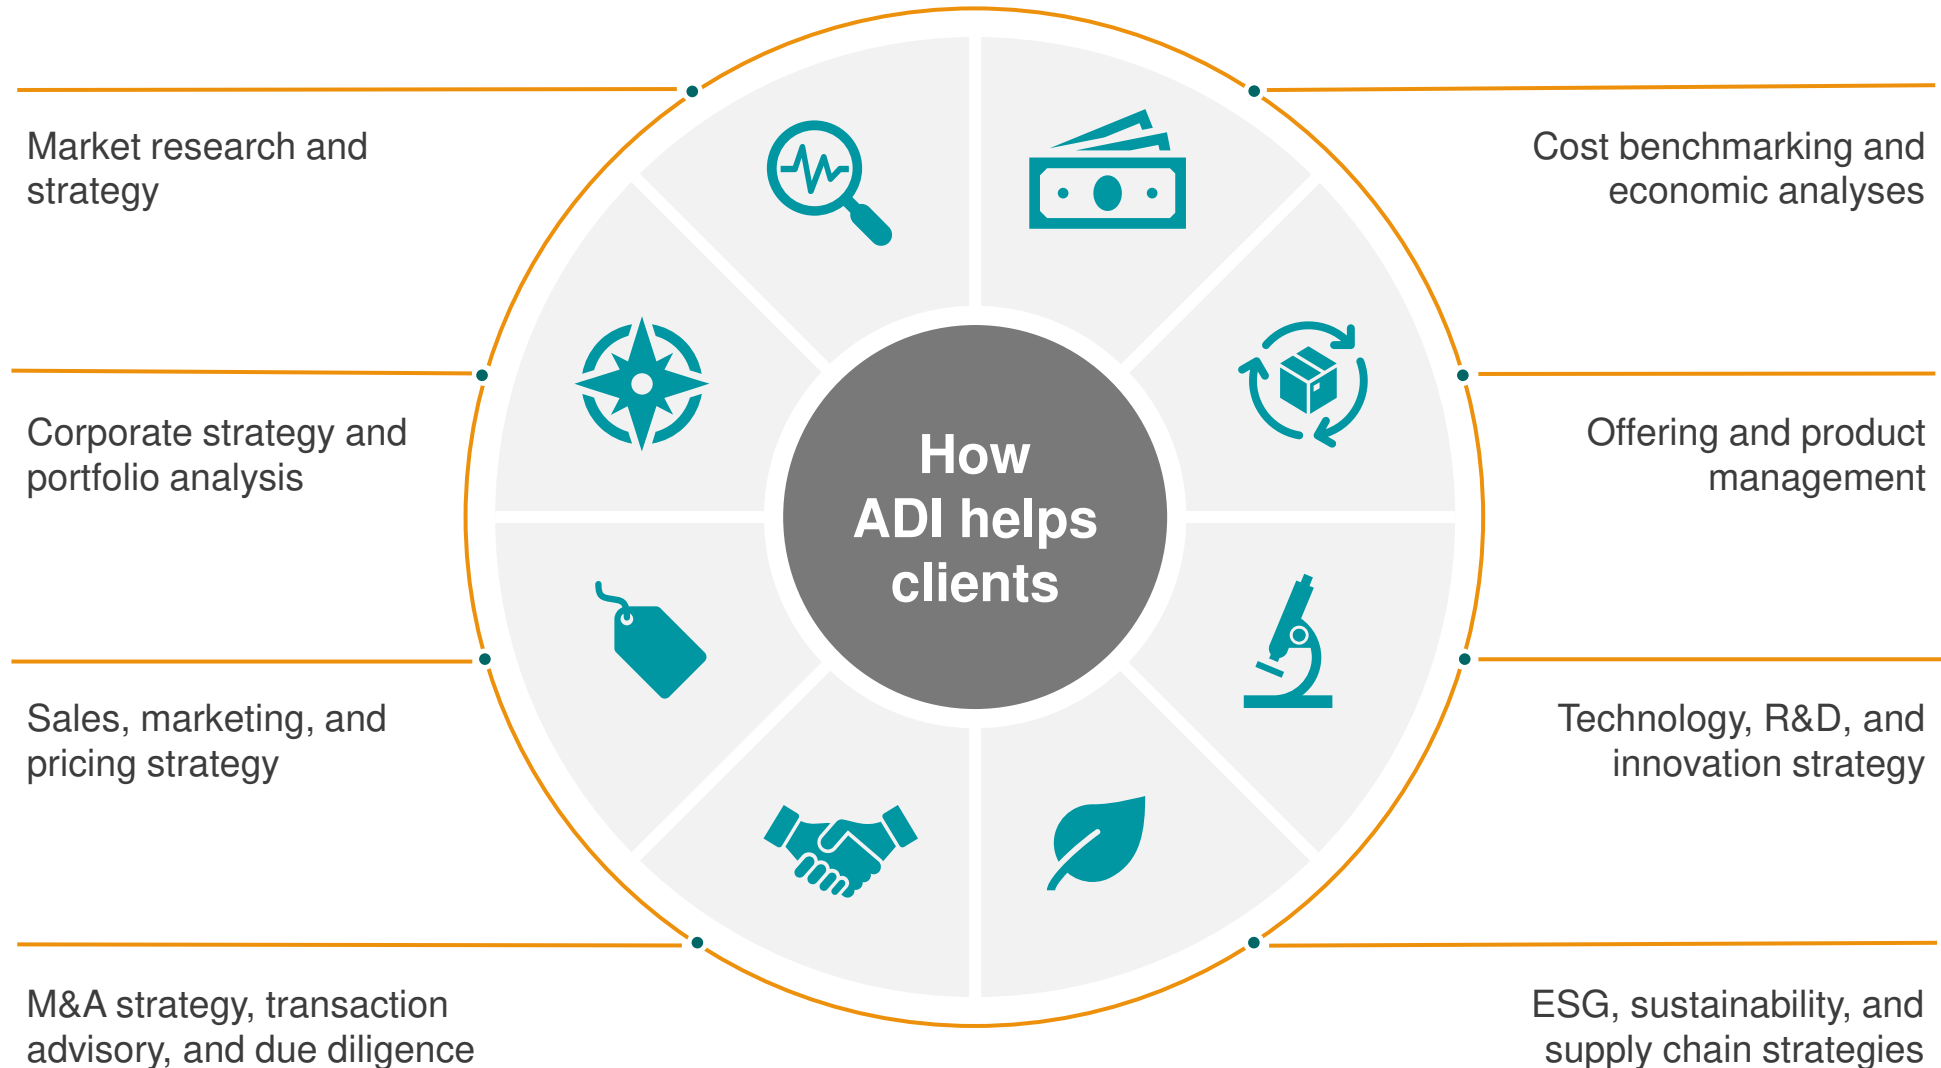 Market research and
strategy
Corporate strategy and
portfolio analysis
Sales, marketing, and
pricing strategy
M&A strategy, transaction
advisory, and due diligence
How
ADI helps
clients
Cost benchmarking and
economic analyses
Offering and product
management
Technology, R&D, and
innovation strategy
ESG, sustainability, and
supply chain strategies